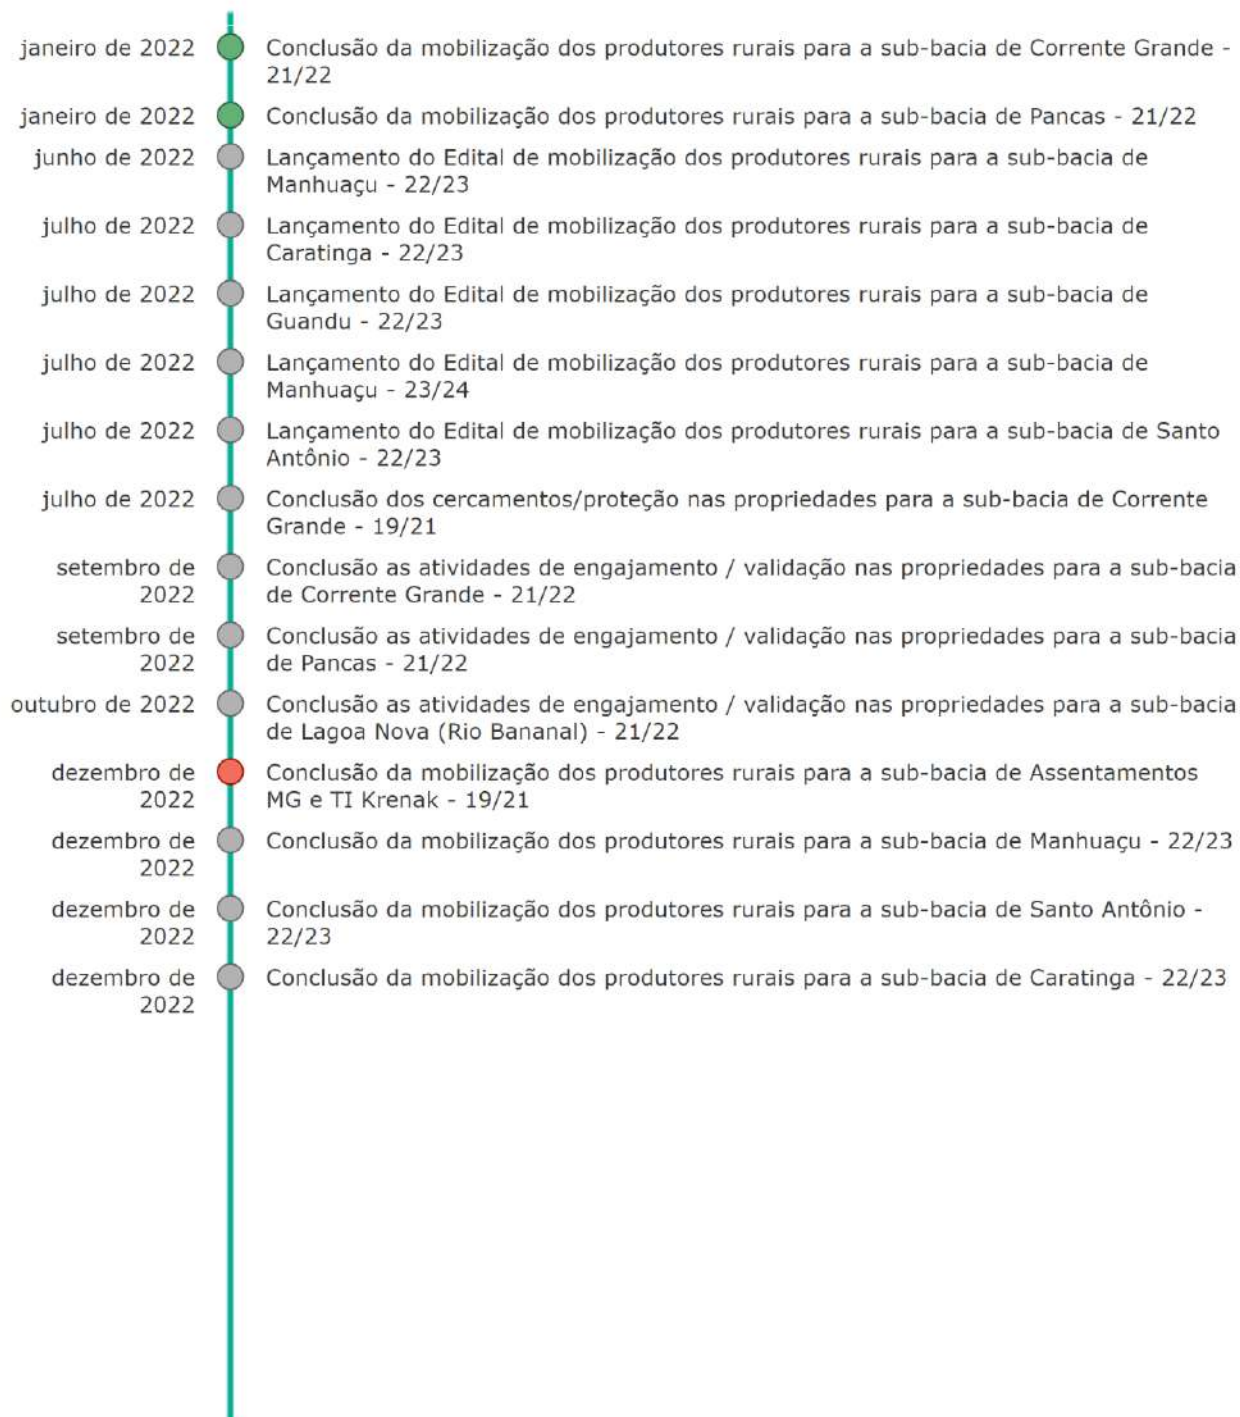 janeiro de 2022 Conclusão da mobilização dos produtores rurais para a sub-bacia de Corrente Grande -
21/22
janeiro de 2022 Conclusão da mobilização dos produtores rurais para a sub-bacia de Pancas - 21/22
junho de 2022 Lançamento do Edital de mobilização dos produtores rurais para a sub-bacia de
Manhuaçu - 22/23
julho de 2022 Lançamento do Edital de mobilização dos produtores rurais para a sub-bacia de
Caratinga - 22/23
julho de 2022 Lançamento do Edital de mobilização dos produtores rurais para a sub-bacia de
Guandu - 22/23
julho de 2022 Lançamento do Edital de mobilização dos produtores rurais para a sub-bacia de
Manhuaçu - 23/24
julho de 2022 Lançamento do Edital de mobilização dos produtores rurais para a sub-bacia de Santo
Antônio - 22/23
julho de 2022 Conclusão dos cercamentos/proteção nas propriedades para a sub-bacia de Corrente
Grande - 19/21
setembro de Conclusão as atividades de engajamento / validação nas propriedades para a sub-bacia
2022 de Corrente Grande - 21/22
setembro de Conclusão as atividades de engajamento / validação nas propriedades para a sub-bacia
2022 de Pancas - 21/22
outubro de 2022 Conclusão as atividades de engajamento / validação nas propriedades para a sub-bacia
de Lagoa Nova (Rio Bananal) - 21/22
dezembro de Conclusão da mobilização dos produtores rurais para a sub-bacia de Assentamentos
2022 MG e TI Krenak - 19/21
dezembro de Conclusão da mobilização dos produtores rurais para a sub-bacia de Manhuaçu - 22/23
2022
dezembro de Conclusão da mobilização dos produtores rurais para a sub-bacia de Santo Antônio -
2022 22/23
dezembro de Conclusão da mobilização dos produtores rurais para a sub-bacia de Caratinga - 22/23
2022